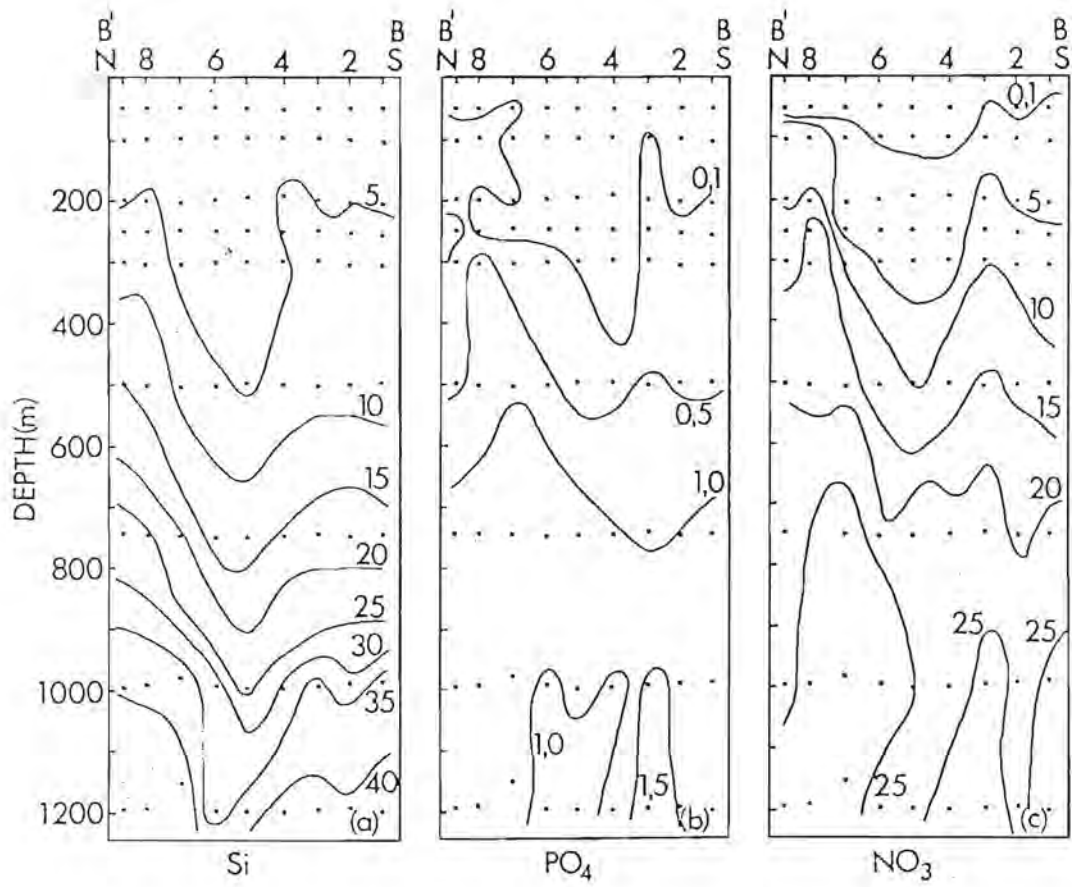 B' B B' B B' B
N 8 6 4 2 S N 8 6 4 2 S N 8 6 4 2 S
0,1
200 5 0,1 5
400 10 0,5 10
600 15 1,0 15
20 20
800 25
30 25 25
1000 35
40 1,0 1,5 25
1200 (a) (b) (c)
DEPTH(m)
Si PO4 NO3